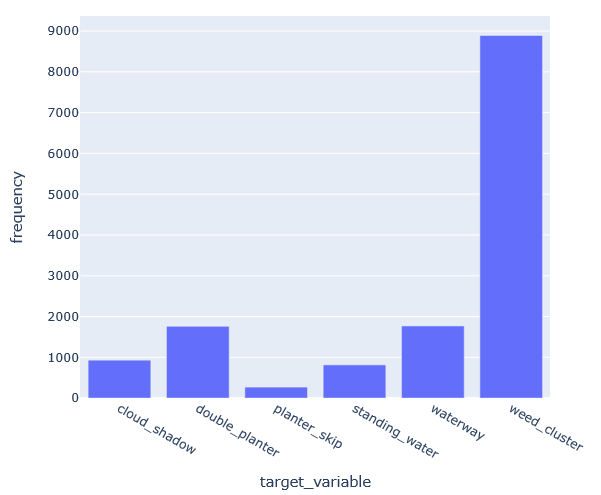 9000
8000
7000
6000
5000
4000
3000
2000
1000
0
frequency
cloud_shadow
double_planter
planter_skip
standing_water
waterway
weed_cluster
target_variable